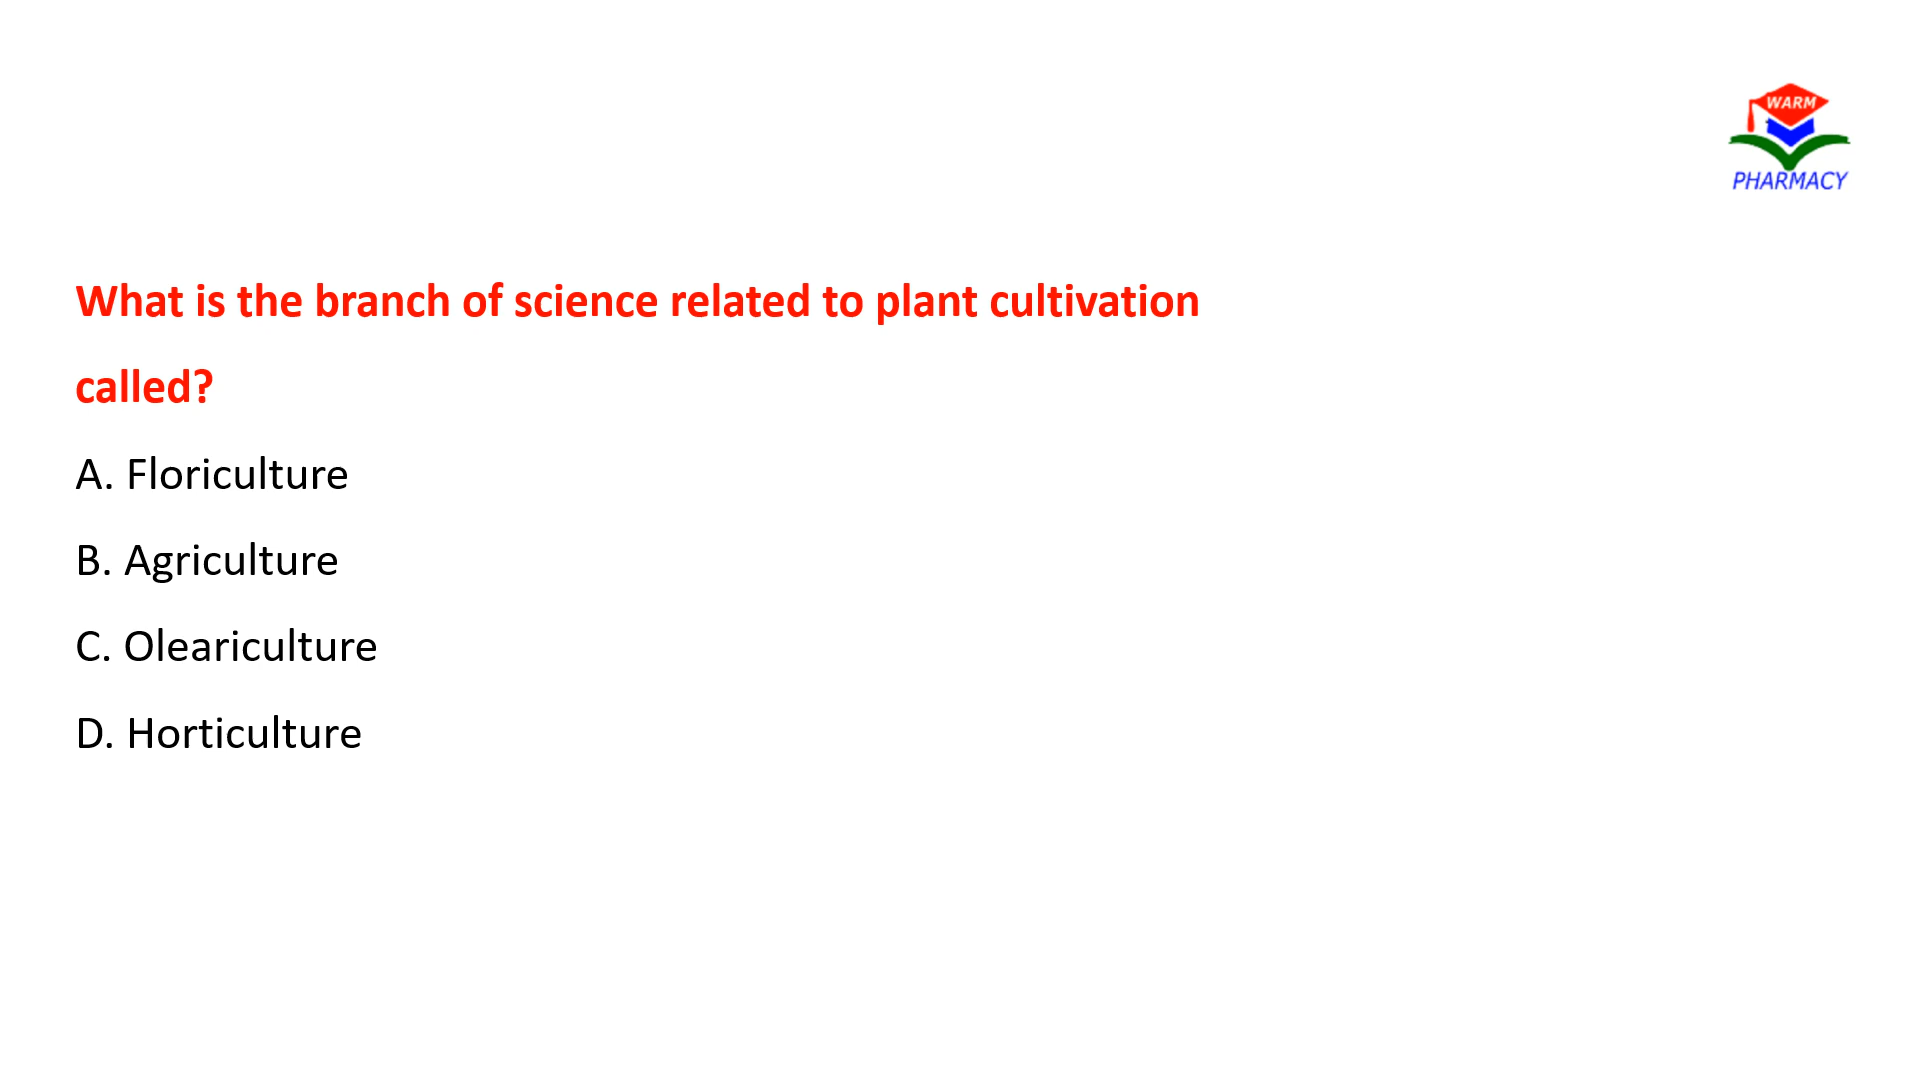 WARM
PHARMACY
What is the branch of science related to plant cultivation
called?
A. Floriculture
B. Agriculture
C. Oleariculture
D. Horticulture